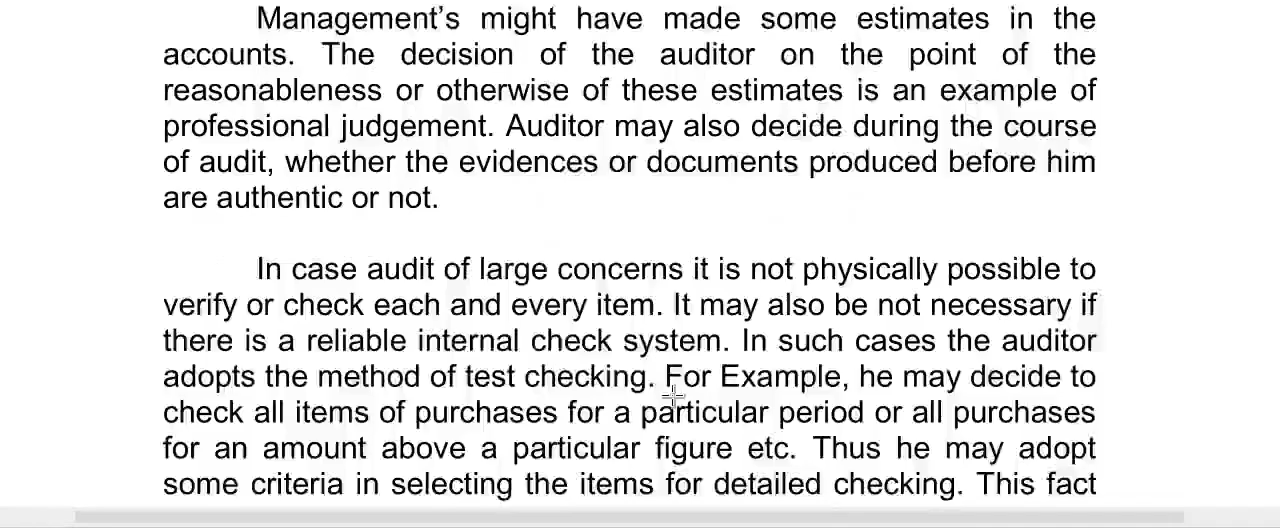 Management’s might have made some estimates in the
accounts. The decision of the auditor on the point of the
reasonableness or otherwise of these estimates is an example of
professional judgement. Auditor may also decide during the course
of audit, whether the evidences or documents produced before him
are authentic or not.
In case audit of large concerns it is not physically possible to
verify or check each and every item. It may also be not necessary if
there is a reliable internal check system. In such cases the auditor
adopts the method of test checking. For Example, he may decide to
check all items of purchases for a particular period or all purchases
for an amount above a particular figure etc. Thus he may adopt
some criteria in selecting the items for detailed checking. This fact